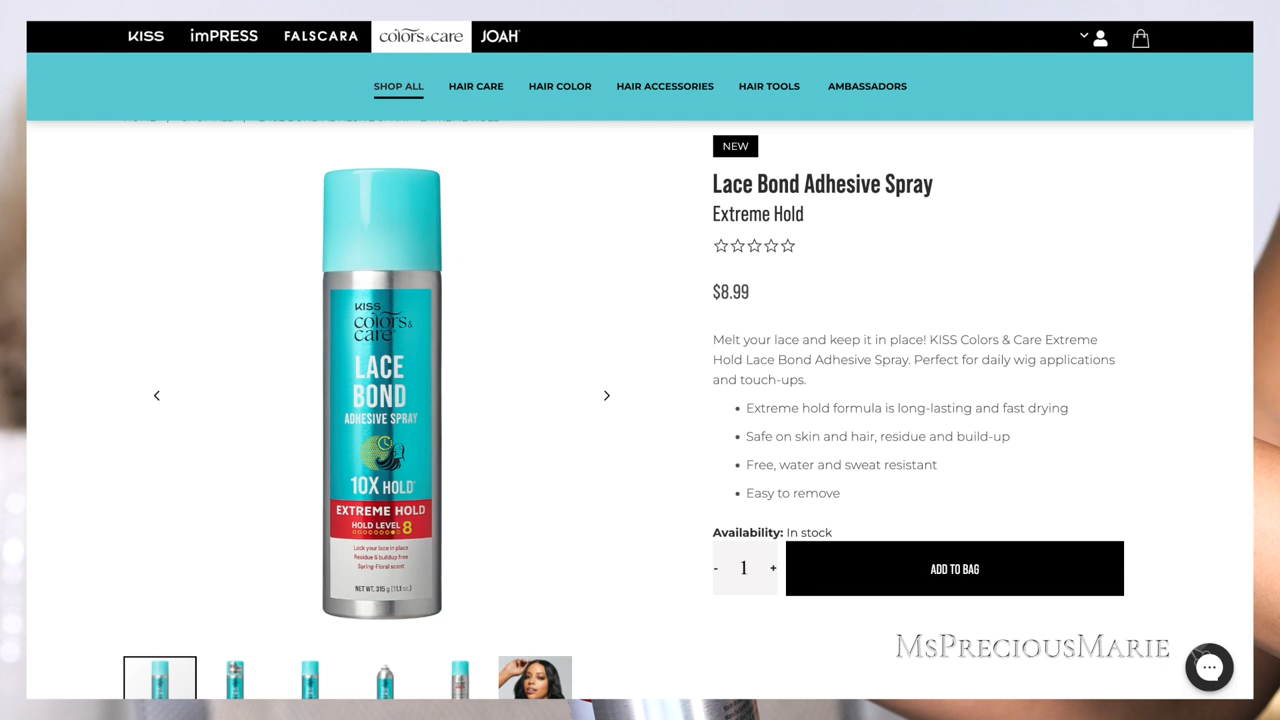 KISS imPRESS FALSCARA colors&care JOAH
SHOP ALL HAIR CARE HAIR COLOR HAIR ACCESSORIES HAIR TOOLS AMBASSADORS
NEW
Lace Bond Adhesive Spray
Extreme Hold
$8.99
Melt your lace and keep it in place! KISS Colors & Care Extreme
Hold Lace Bond Adhesive Spray. Perfect for daily wig applications
and touch-ups.
Extreme hold formula is long-lasting and fast drying
Safe on skin and hair, residue and build-up
Free, water and sweat resistant
Easy to remove
Availability: In stock
- 1 +
ADD TO BAG
KISS
colors&
care
LACE
BOND
ADHESIVE SPRAY
10X HOLD
EXTREME HOLD
HOLD LEVEL 8
Lock your lace in place
Residue & buildup free
Spring-Floral scent
NET WT. 315 g (11.1 oz.)
MsPreciousMarie